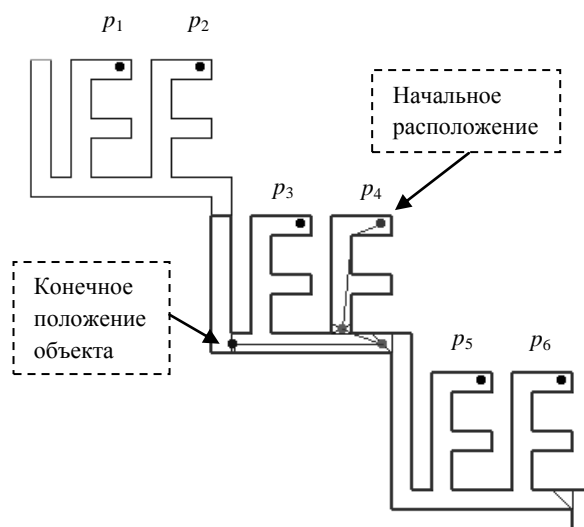 p1 p2
Начальное
расположение
p3 p4
Конечное
положение
объекта
p5 p6